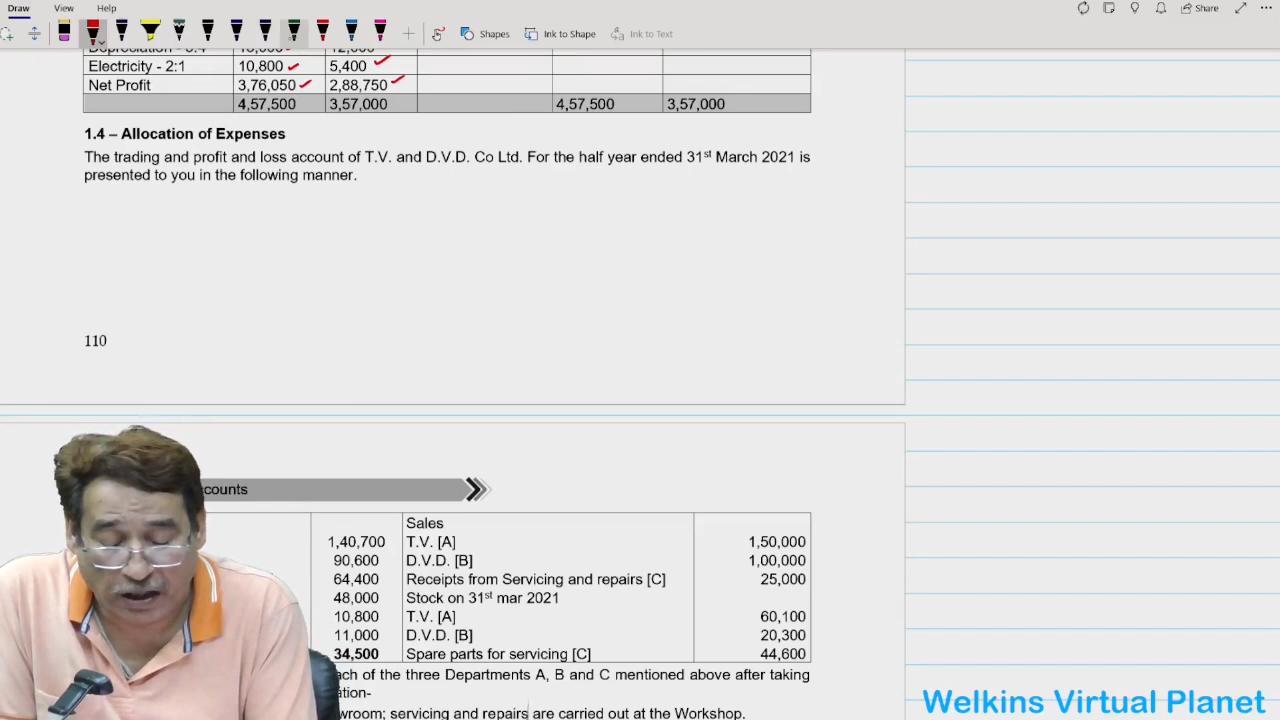 Draw View Help Share
Shapes Ink to Shape Ink to Text
Depreciation - 3:4
Electricity - 2:1 10,800 5,400
Net Profit 3,76,050 2,88,750
4,57,500 3,57,000 4,57,500 3,57,000
1.4 – Allocation of Expenses
The trading and profit and loss account of T.V. and D.V.D. Co Ltd. For the half year ended 31st March 2021 is
presented to you in the following manner.
110
counts
Sales
1,40,700 T.V. [A] 1,50,000
90,600 D.V.D. [B] 1,00,000
64,400 Receipts from Servicing and repairs [C] 25,000
48,000 Stock on 31st mar 2021
10,800 T.V. [A] 60,100
11,000 D.V.D. [B] 20,300
34,500 Spare parts for servicing [C] 44,600
ach of the three Departments A, B and C mentioned above after taking
ation-
wroom; servicing and repairs are carried out at the Workshop.
Welkins Virtual Planet